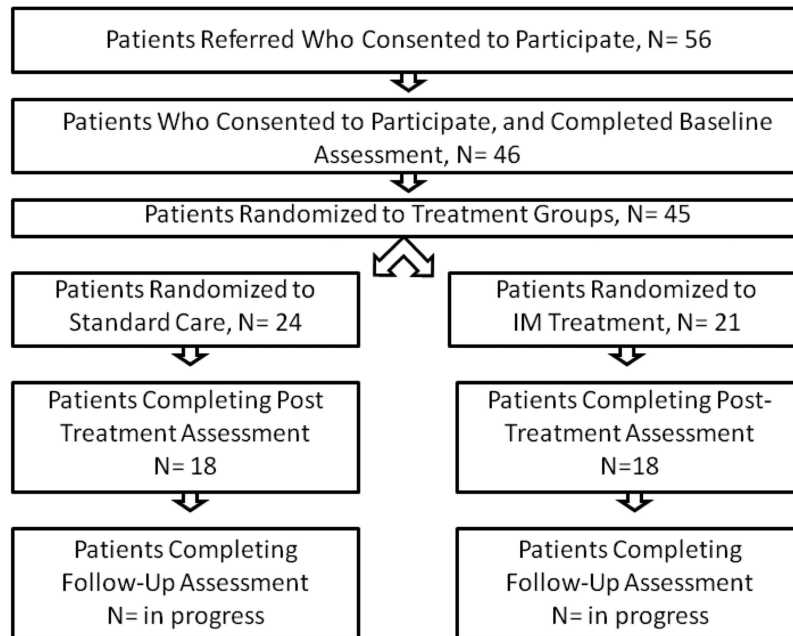 Patients Referred Who Consented to Participate, N= 56
Patients Who Consented to Participate, and Completed Baseline
Assessment, N= 46
Patients Randomized to Treatment Groups, N= 45
Patients Randomized to
Standard Care, N= 24
Patients Randomized to
IM Treatment, N= 21
Patients Completing Post
Treatment Assessment
N= 18
Patients Completing Post-
Treatment Assessment
N=18
Patients Completing
Follow-Up Assessment
N= in progress
Patients Completing
Follow-Up Assessment
N= in progress